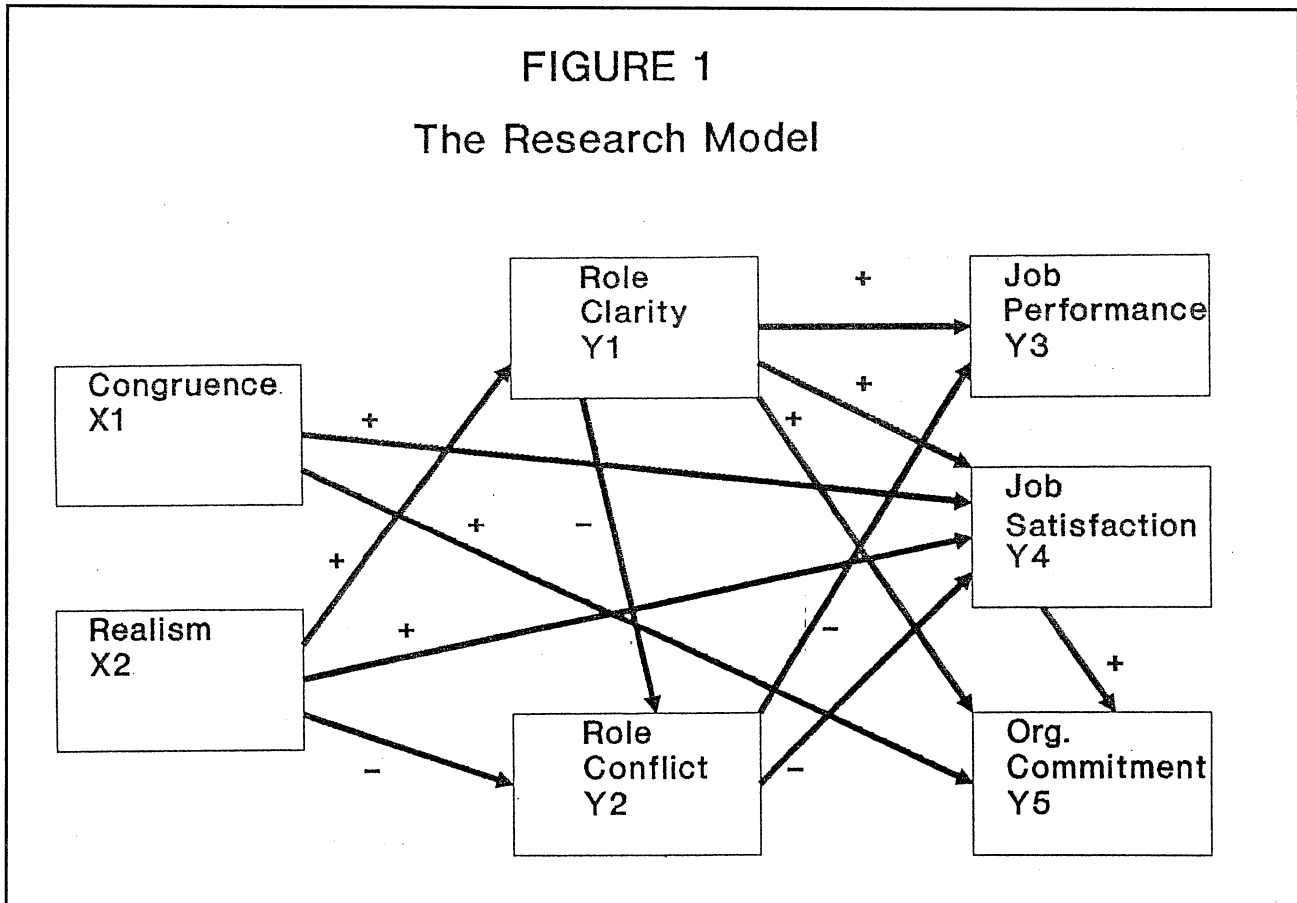 FIGURE 1
The Research Model
Role
Clarity
Y1
+
Job
Performance
Y3
Congruence
X1
+
+
+
+
-
Job
Satisfaction
Y4
+
Realism
X2
+
-
+
-
Role
Conflict
Y2
-
Org.
Commitment
Y5